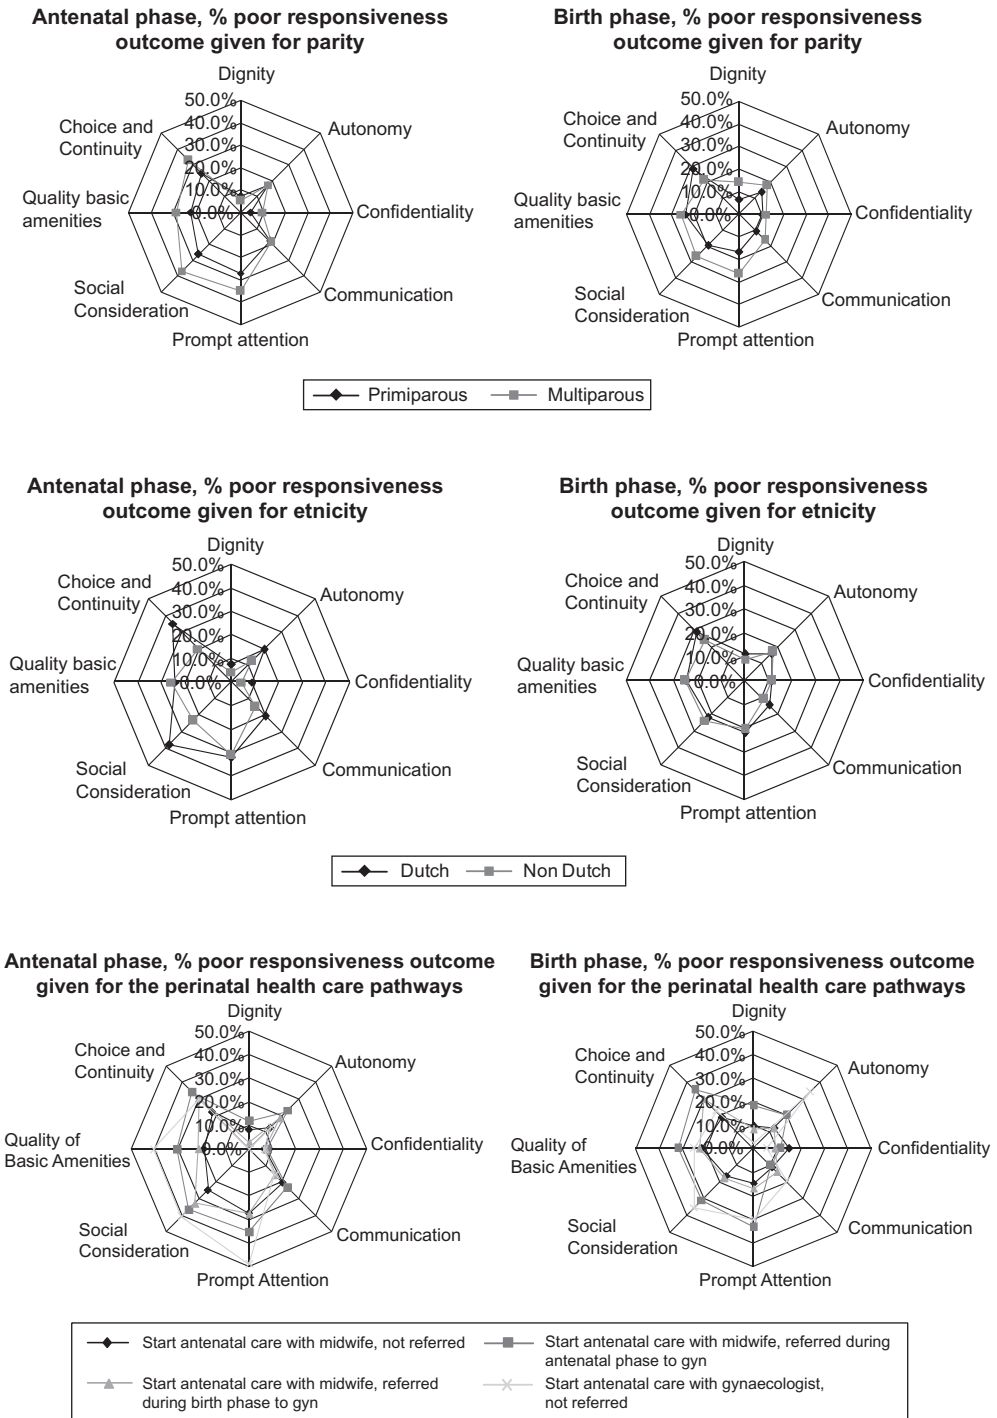 Antenatal phase, % poor responsiveness
outcome given for parity
Dignity
50.0%
40.0%
30.0%
20.0%
10.0%
0.0%
Autonomy
Confidentiality
Communication
Prompt attention
Social
Consideration
Quality basic
amenities
Choice and
Continuity
Birth phase, % poor responsiveness
outcome given for parity
Dignity
50.0%
40.0%
30.0%
20.0%
10.0%
0.0%
Autonomy
Confidentiality
Communication
Prompt attention
Social
Consideration
Quality basic
amenities
Choice and
Continuity
Primiparous Multiparous
Antenatal phase, % poor responsiveness
outcome given for etnicity
Dignity
50.0%
40.0%
30.0%
20.0%
10.0%
0.0%
Autonomy
Confidentiality
Communication
Prompt attention
Social
Consideration
Quality basic
amenities
Choice and
Continuity
Birth phase, % poor responsiveness
outcome given for etnicity
Dignity
50.0%
40.0%
30.0%
20.0%
10.0%
0.0%
Autonomy
Confidentiality
Communication
Prompt attention
Social
Consideration
Quality basic
amenities
Choice and
Continuity
Dutch Non Dutch
Antenatal phase, % poor responsiveness outcome
given for the perinatal health care pathways
Dignity
50.0%
40.0%
30.0%
20.0%
10.0%
0.0%
Autonomy
Confidentiality
Communication
Prompt Attention
Social
Consideration
Quality of
Basic Amenities
Choice and
Continuity
Birth phase, % poor responsiveness outcome
given for the perinatal health care pathways
Dignity
50.0%
40.0%
30.0%
20.0%
10.0%
0.0%
Autonomy
Confidentiality
Communication
Prompt Attention
Social
Consideration
Quality of
Basic Amenities
Choice and
Continuity
Start antenatal care with midwife, not referred
Start antenatal care with midwife, referred during
antenatal phase to gyn
Start antenatal care with midwife, referred
during birth phase to gyn
Start antenatal care with gynaecologist,
not referred